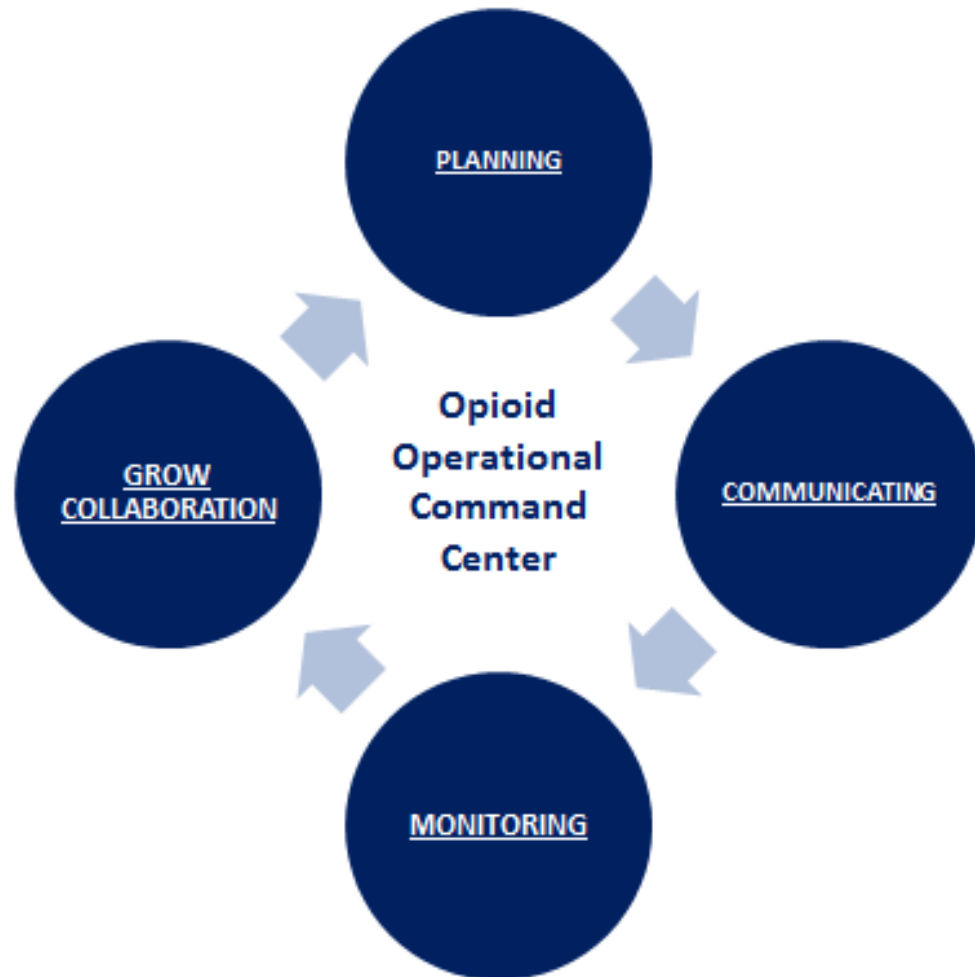 PLANNING
Opioid
Operational
Command
Center
GROW
COLLABORATION
COMMUNICATING
MONITORING